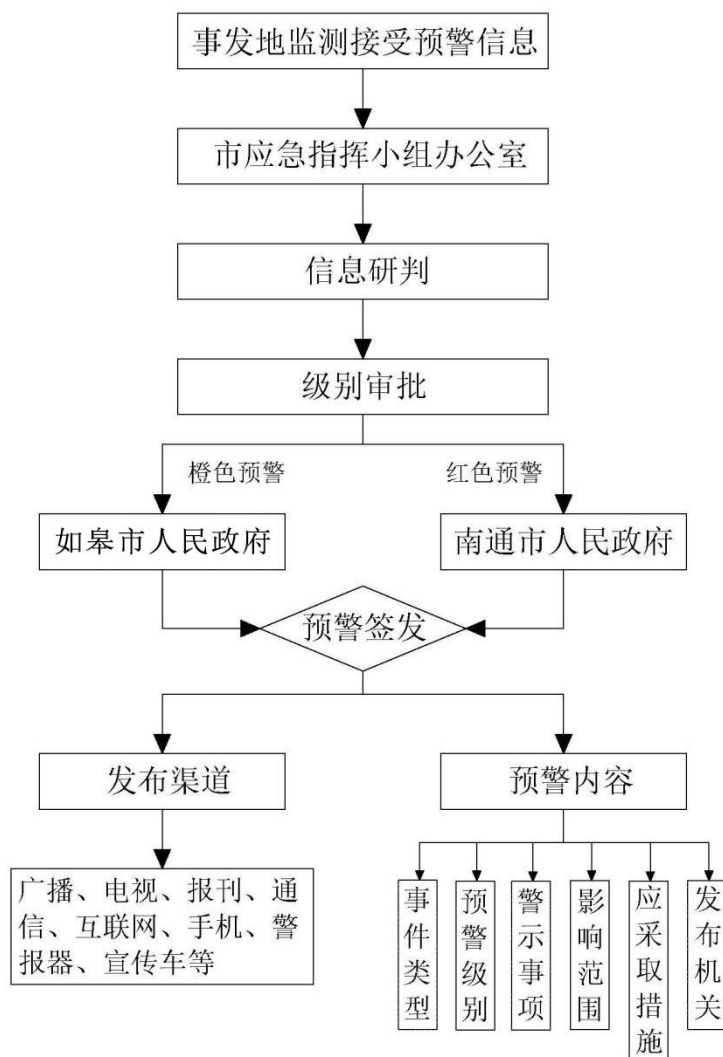 事发地监测接受预警信息
市应急指挥小组办公室
信息研判
级别审批
橙色预警
红色预警
如皋市人民政府
南通市人民政府
预警签发
发布渠道
预警内容
广播、电视、报刊、通
信、互联网、手机、警
报器、宣传车等
事件类型
预警级别
警示事项
影响范围
应采取措施
发布机关